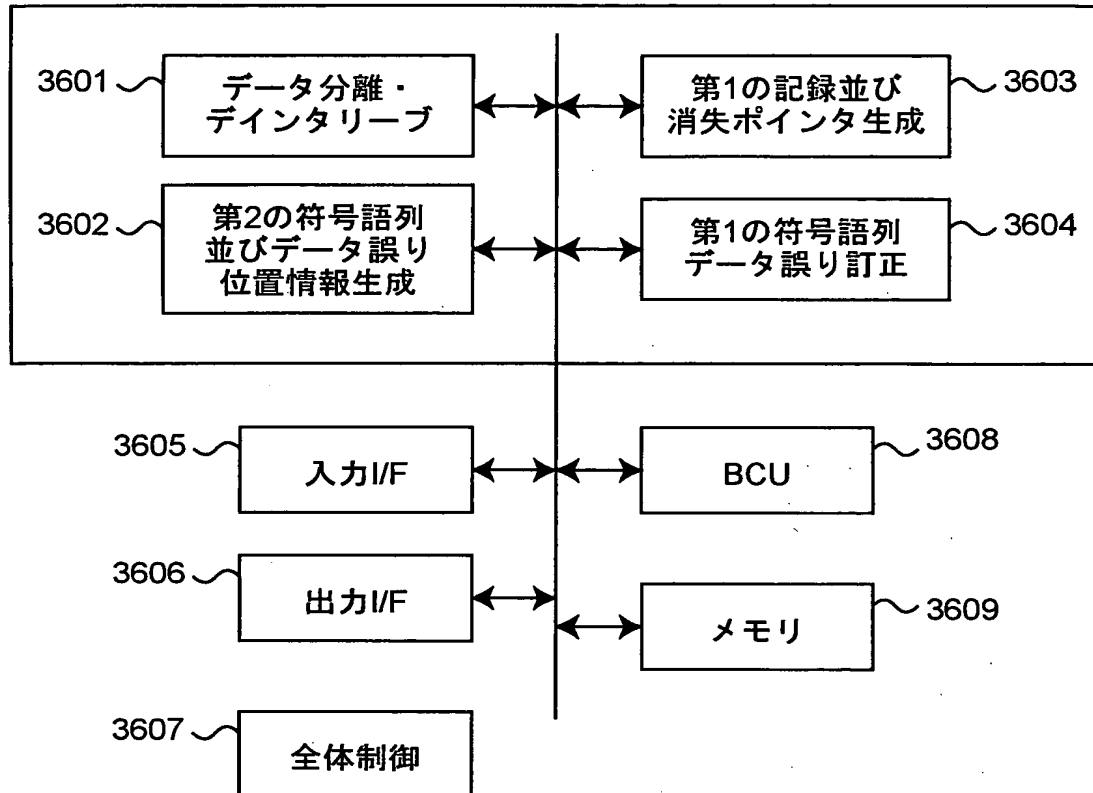 3601
データ分離・
デインタリーブ
第1の記録並び
消失ポインタ生成
3603
3602
第2の符号語列
並びデータ誤り
位置情報生成
第1の符号語列
データ誤り訂正
3604
3605
入力I/F
BCU
3608
3606
出力I/F
メモリ
3609
3607
全体制御